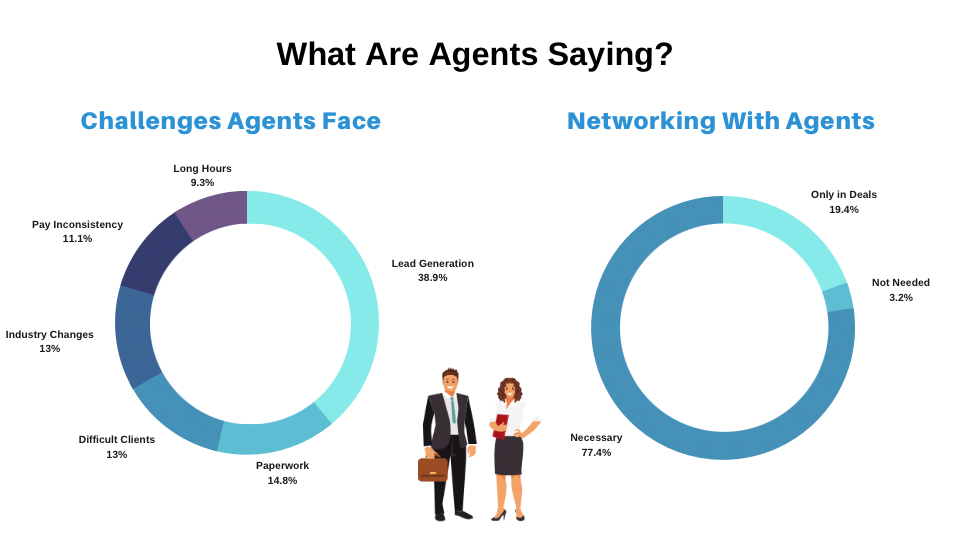 What Are Agents Saying?
Challenges Agents Face
Long Hours
9.3%
Pay Inconsistency
11.1%
Lead Generation
38.9%
Industry Changes
13%
Difficult Clients
13%
Paperwork
14.8%
Networking With Agents
Only in Deals
19.4%
Not Needed
3.2%
Necessary
77.4%